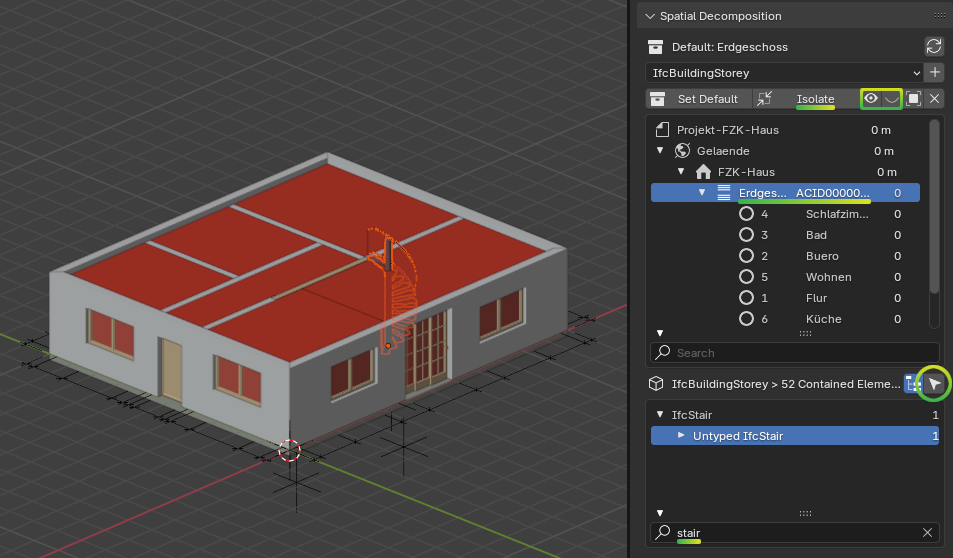 Spatial Decomposition
Default: Erdgeschoss
IfcBuildingStorey
Set Default Isolate
Projekt-FZK-Haus 0 m
Gelaende 0 m
FZK-Haus 0 m
Erdges... ACID00000... 0
4 Schlafzim... 0
3 Bad 0
2 Buero 0
5 Wohnen 0
1 Flur 0
6 Küche 0
Search
IfcBuildingStorey > 52 Contained Eleme...
IfcStair 1
Untyped IfcStair 1
stair